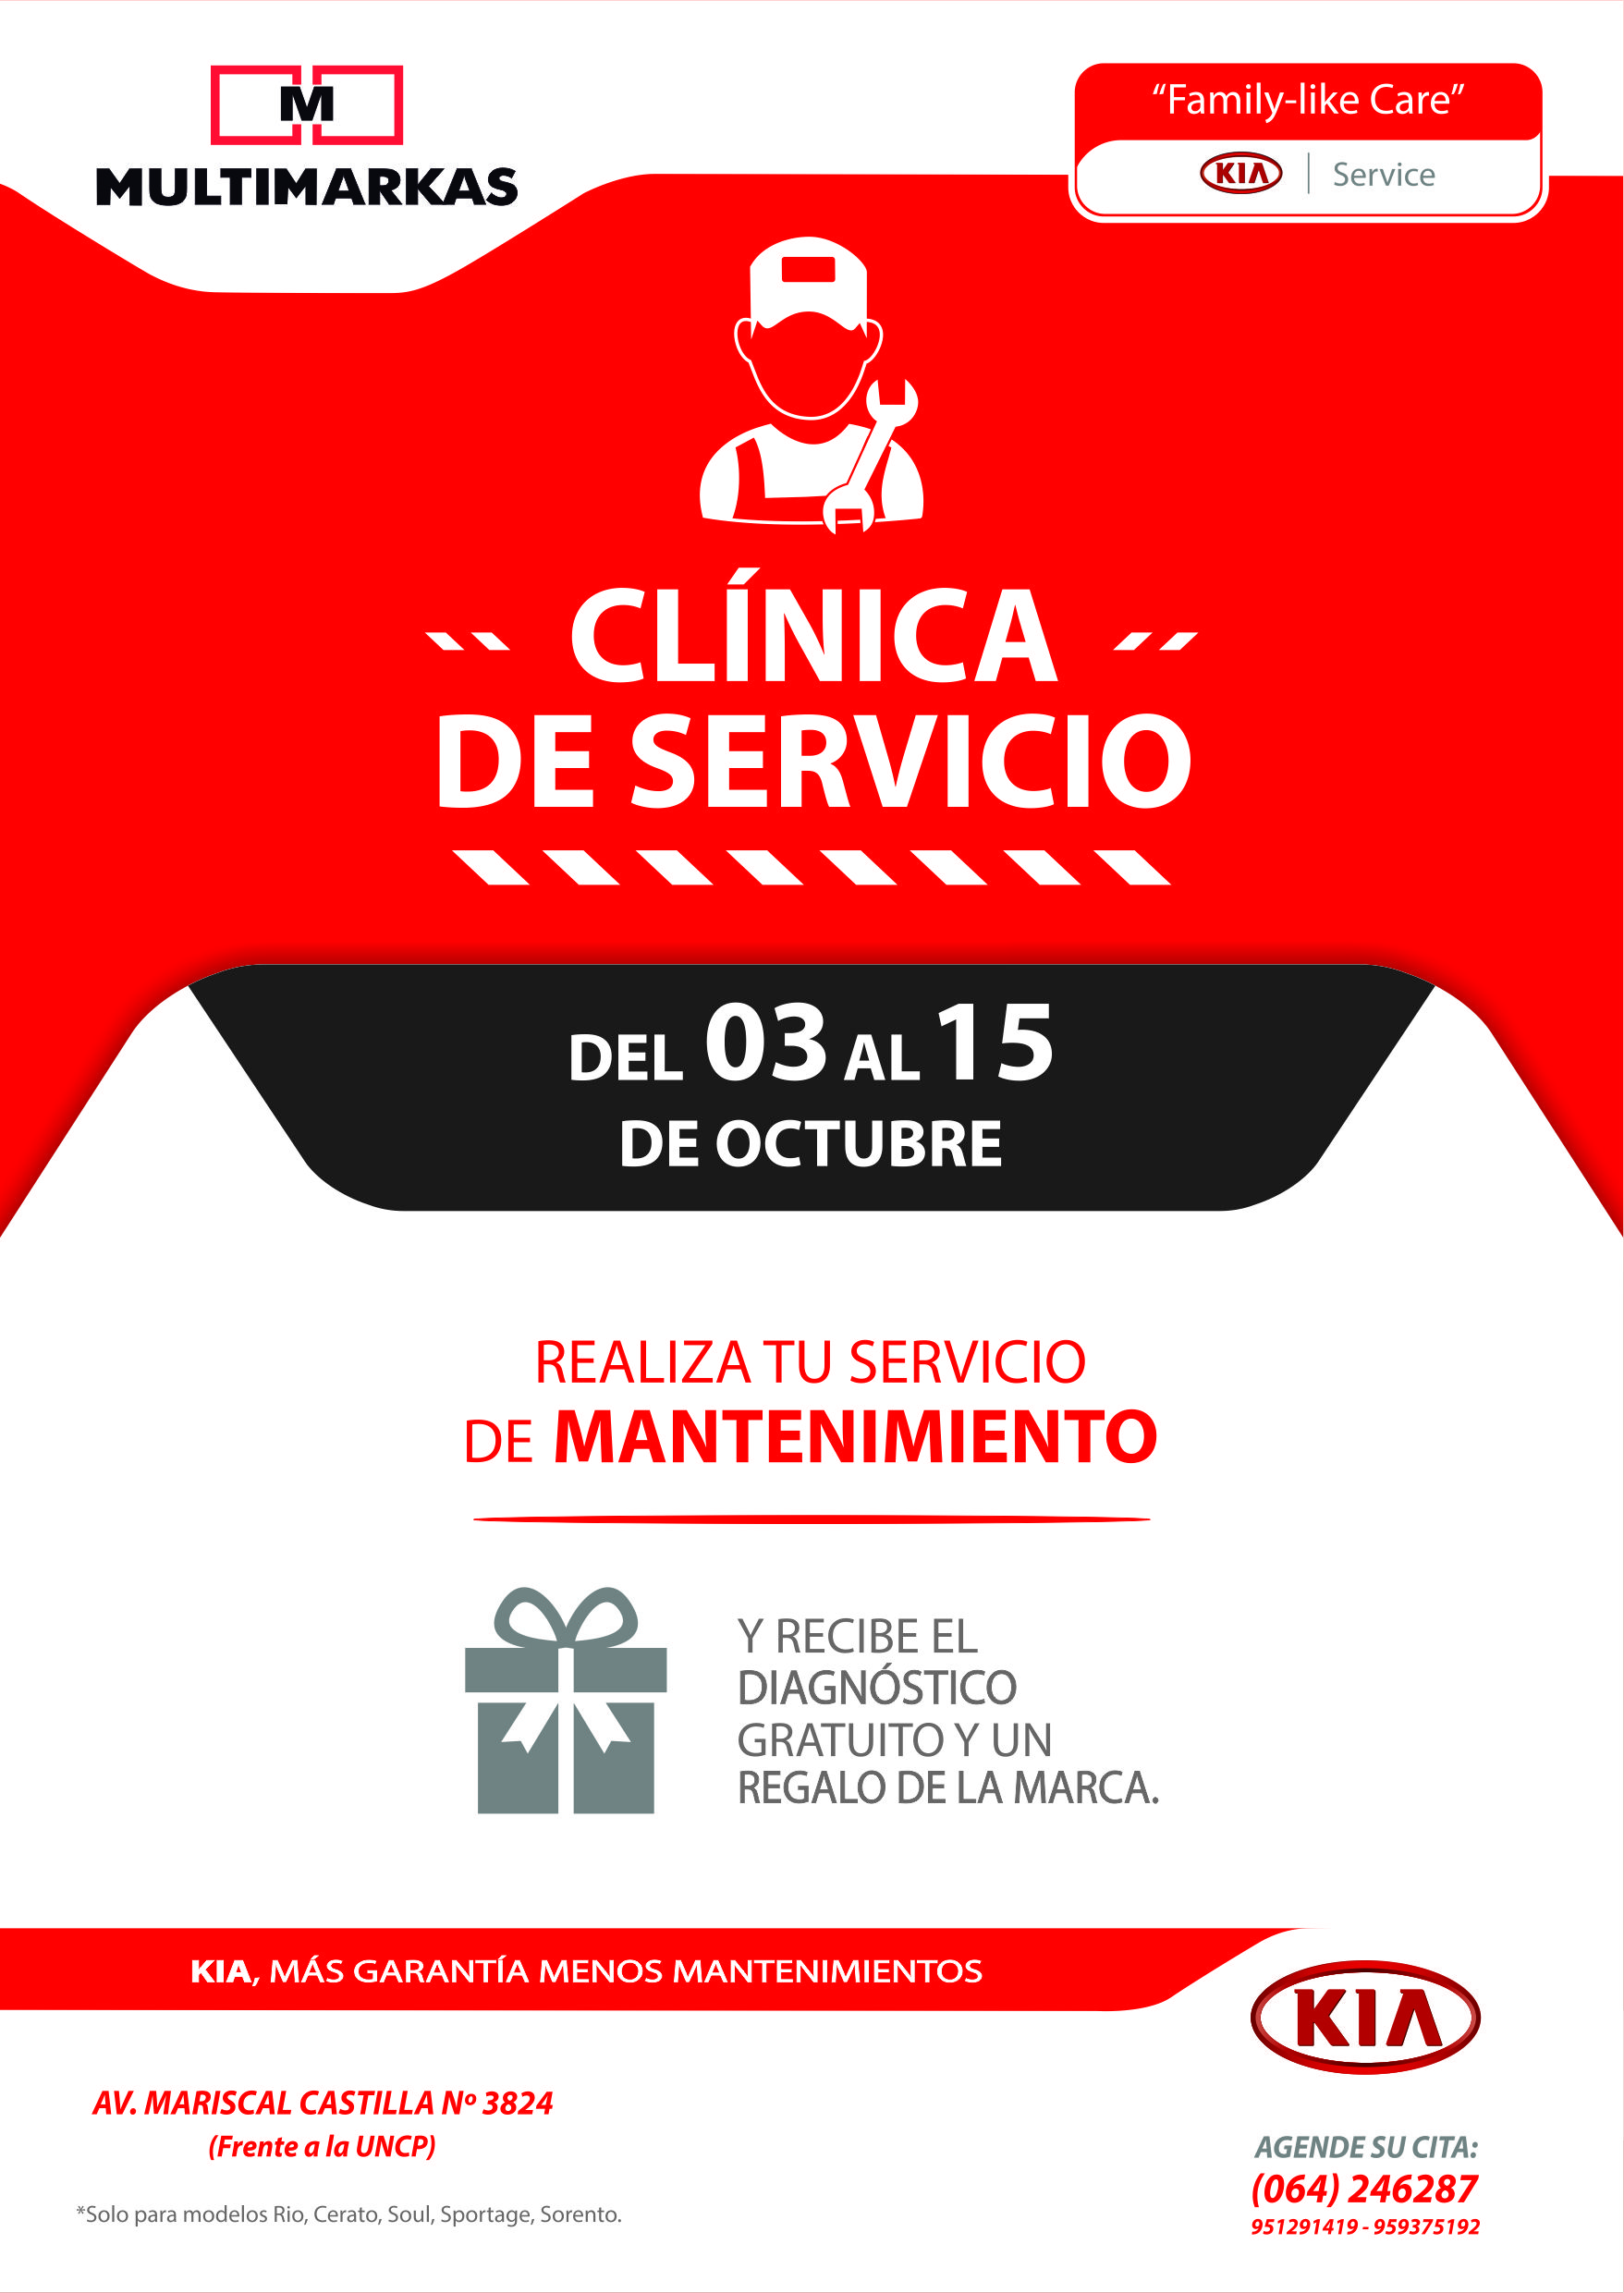 M
MULTIMARKAS
“Family-like Care”
KIA | Service
CLÍNICA
DE SERVICIO
DEL 03 AL 15
DE OCTUBRE
REALIZA TU SERVICIO
DE MANTENIMIENTO
Y RECIBE EL
DIAGNÓSTICO
GRATUITO Y UN
REGALO DE LA MARCA.
KIA, MÁS GARANTÍA MENOS MANTENIMIENTOS
KIA
AV. MARISCAL CASTILLA Nº 3824
(Frente a la UNCP)
*Solo para modelos Rio, Cerato, Soul, Sportage, Sorento.
AGENDE SU CITA:
(064) 246287
951291419 - 959375192